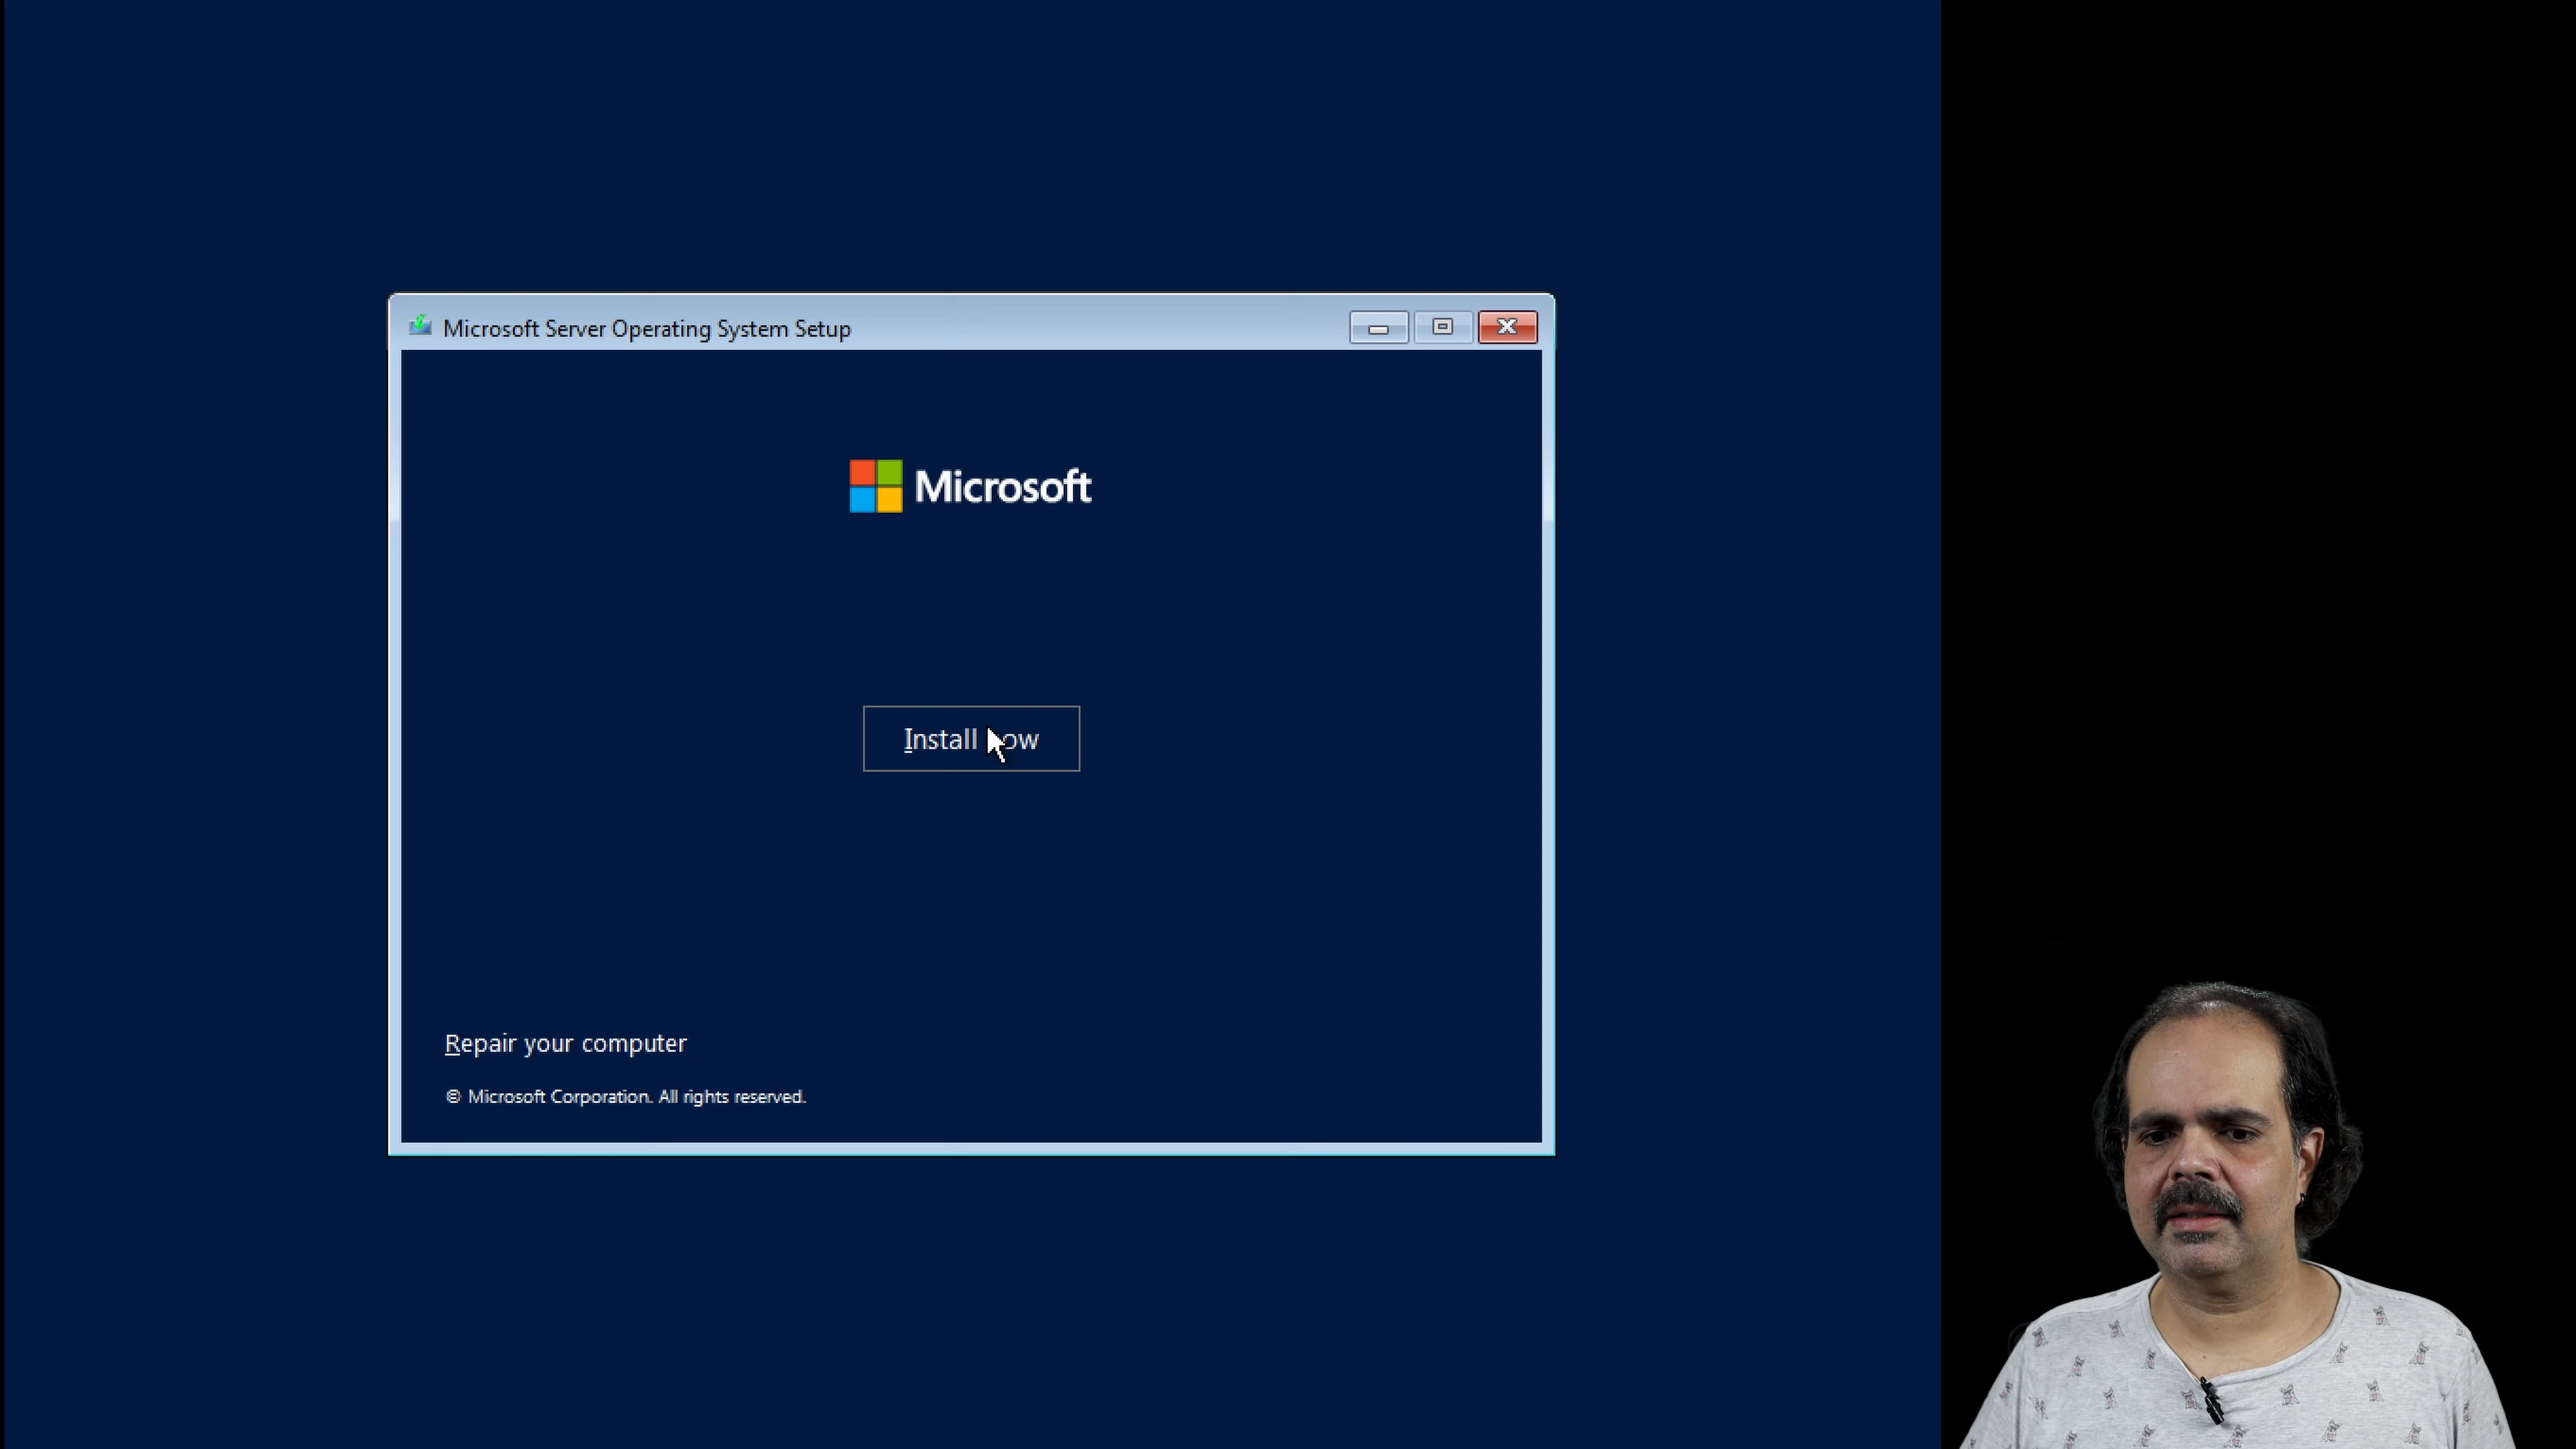 Microsoft Server Operating System Setup
Microsoft
Install now
Repair your computer
© Microsoft Corporation. All rights reserved.